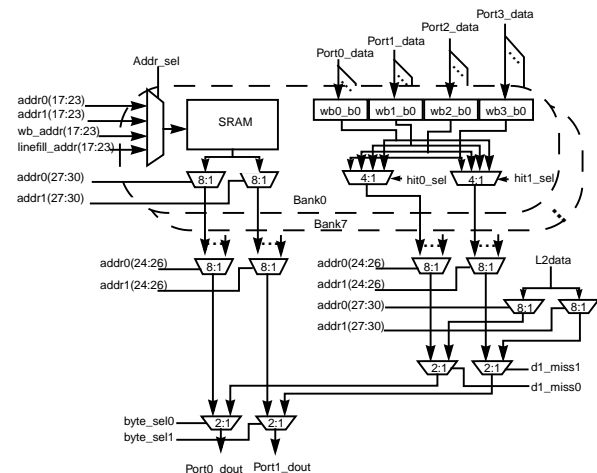 Port3_data
Port2_data
Port1_data
Port0_data
Addr_sel
addr0(17:23)
addr1(17:23)
wb_addr(17:23)
linefill_addr(17:23)
SRAM
wb0_b0 wb1_b0 wb2_b0 wb3_b0
addr0(27:30)
8:1 8:1
4:1 4:1
hit0_sel
hit1_sel
addr1(27:30)
Bank0
Bank7
addr0(24:26)
8:1 8:1
addr1(24:26)
addr0(24:26)
8:1 8:1
L2data
addr1(24:26)
addr0(27:30)
8:1 8:1
addr1(27:30)
2:1 2:1
d1_miss1
d1_miss0
byte_sel0
2:1 2:1
byte_sel1
Port0_dout Port1_dout